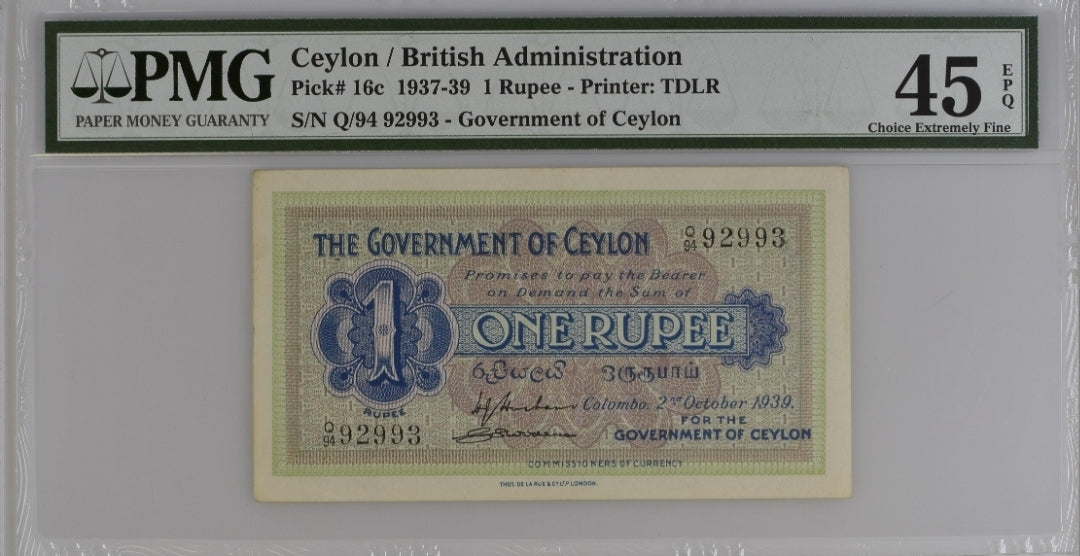 PMG
PAPER MONEY GUARANTY
Ceylon / British Administration
Pick# 16c 1937-39 1 Rupee - Printer: TDLR
S/N Q/94 92993 - Government of Ceylon
45 EPQ
Choice Extremely Fine
THE GOVERNMENT OF CEYLON
Q/94 92993
Promises to pay the Bearer
on Demand the Sum of
1
ONE RUPEE
රුපියලයි ஒருரூபாய்
RUPEE
Colombo. 2nd October 1939.
FOR THE
Q/94 92993
GOVERNMENT OF CEYLON
COMMISSIONERS OF CURRENCY
THOS. DE LA RUE & CO. LTD. LONDON.